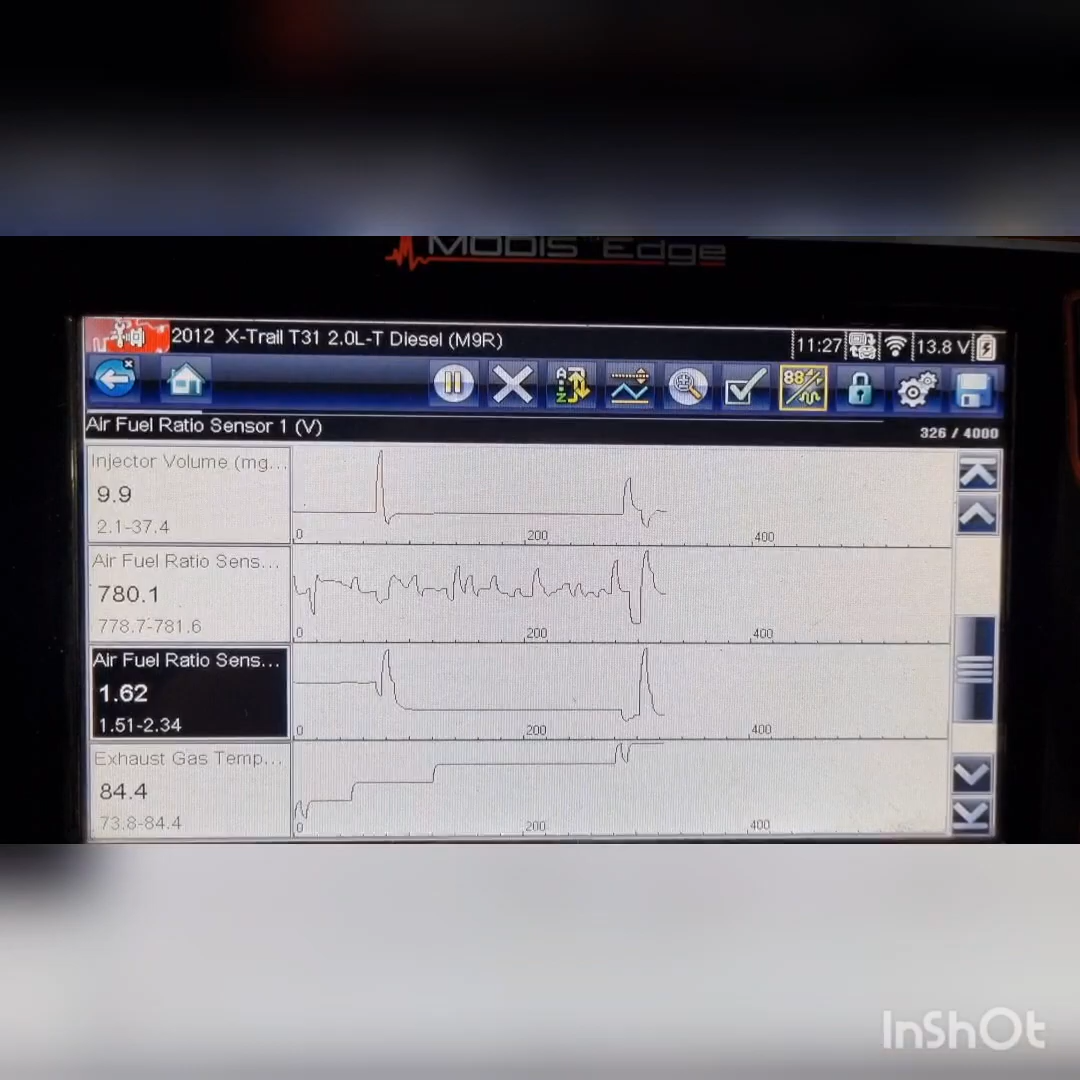 MODIS™ Edge
2012 X-Trail T31 2.0L-T Diesel (M9R)
11:27
13.8 V
Air Fuel Ratio Sensor 1 (V)
326 / 4000
Injector Volume (mg...
9.9
2.1-37.4
0 200 400
Air Fuel Ratio Sens...
780.1
778.7-781.6
0 200 400
Air Fuel Ratio Sens...
1.62
1.51-2.34
0 200 400
Exhaust Gas Temp...
84.4
73.8-84.4
0 200 400
InShOt